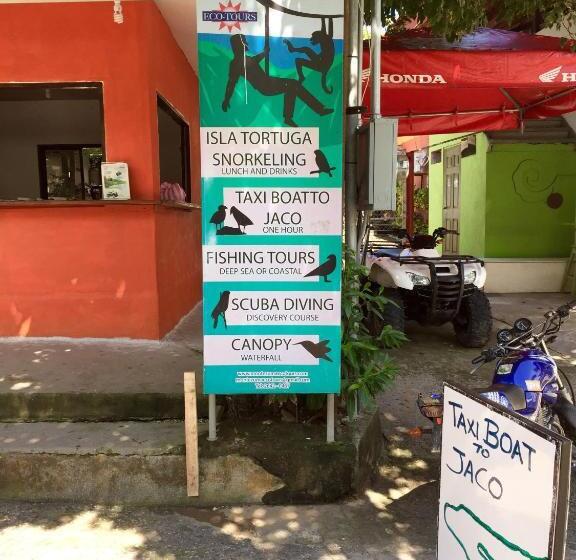 ECO-TOURS
ISLA TORTUGA
SNORKELING
LUNCH AND DRINKS
TAXI BOATTO
JACO
ONE HOUR
FISHING TOURS
DEEP SEA OR COASTAL
SCUBA DIVING
DISCOVERY COURSE
CANOPY
WATERFALL
HONDA
HONDA
TAXI BOAT
TO
JACO